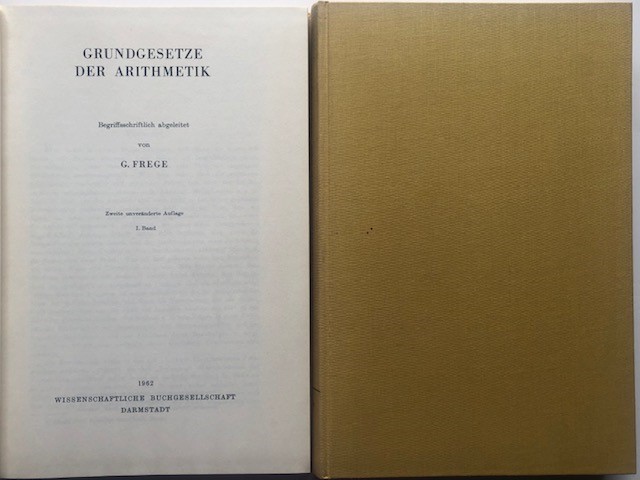 GRUNDGESETZE
DER ARITHMETIK
Begriffsschriftlich abgeleitet
von
G. FREGE
Zweite unveränderte Auflage
I. Band
1962
WISSENSCHAFTLICHE BUCHGESELLSCHAFT
DARMSTADT